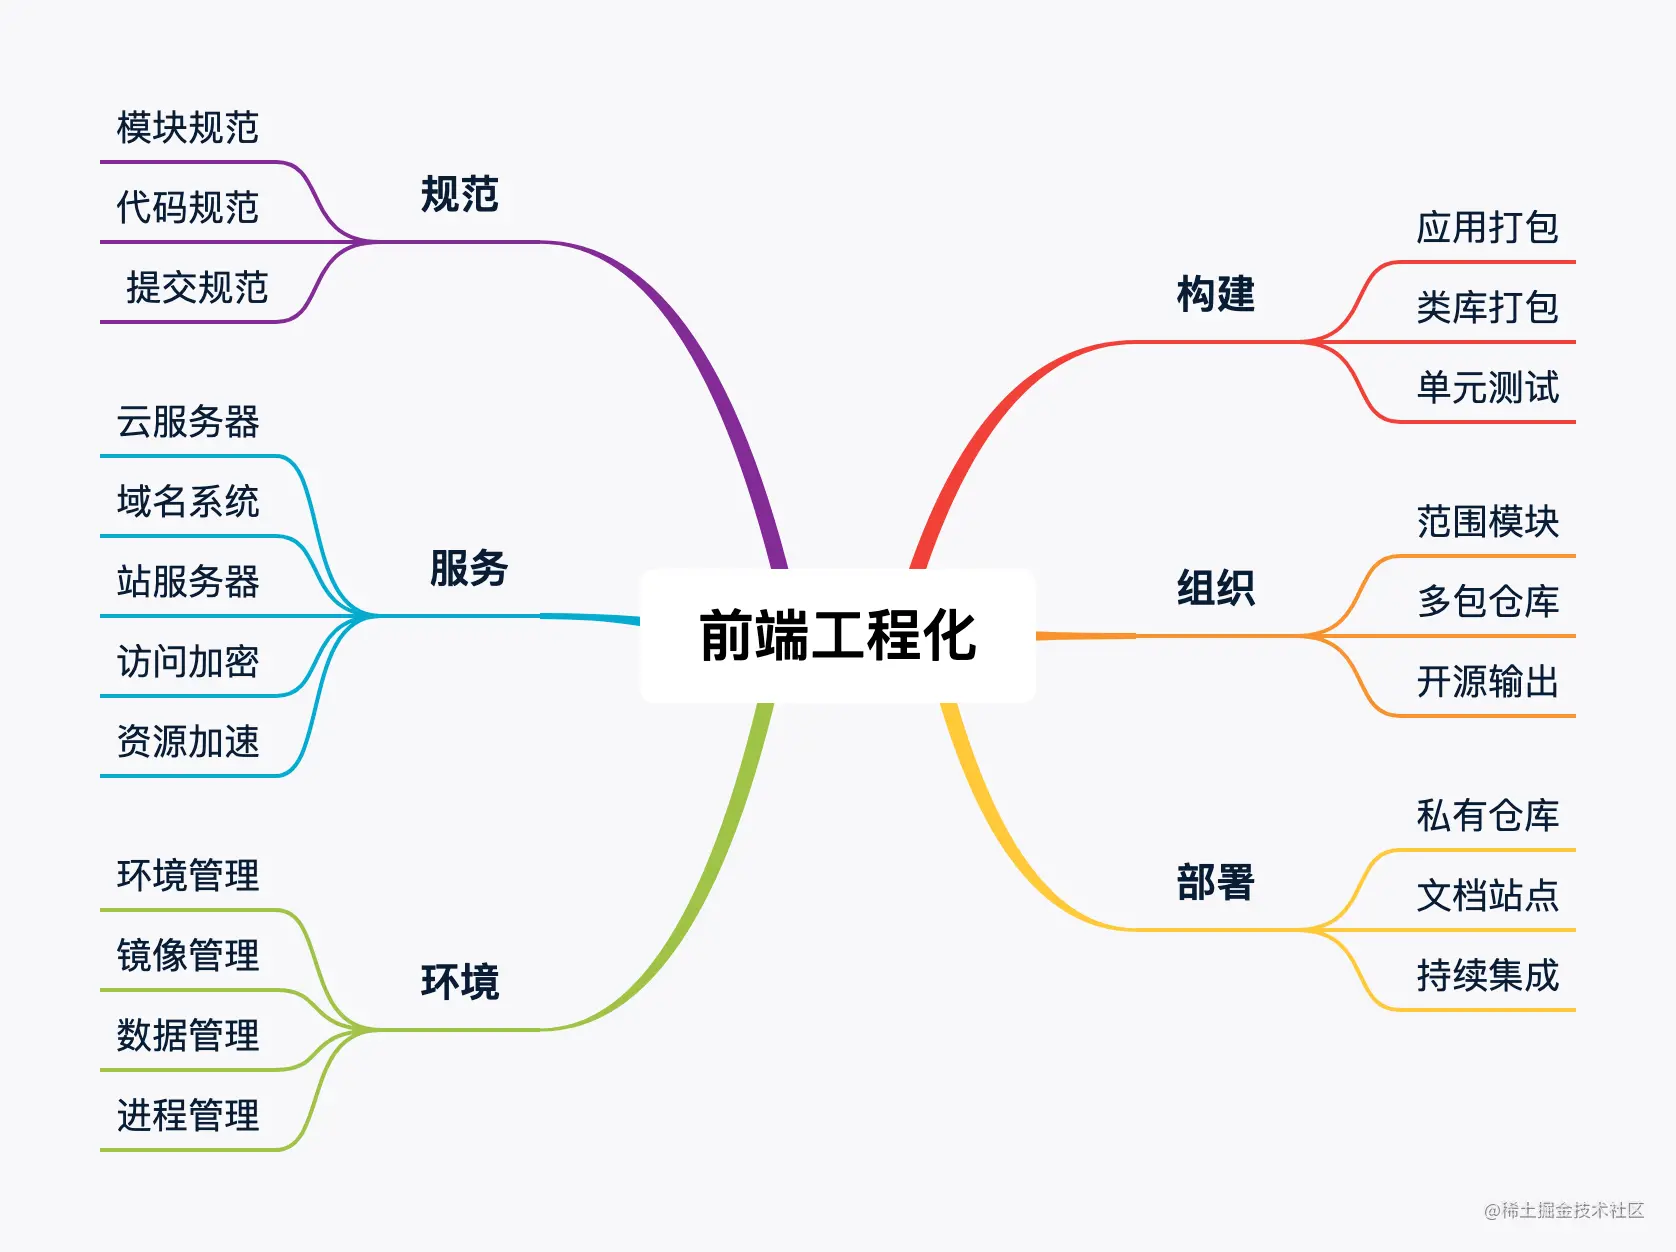 前端工程化
规范
模块规范
代码规范
提交规范
服务
云服务器
域名系统
站服务器
访问加密
资源加速
环境
环境管理
镜像管理
数据管理
进程管理
构建
应用打包
类库打包
单元测试
组织
范围模块
多包仓库
开源输出
部署
私有仓库
文档站点
持续集成
@稀土掘金技术社区